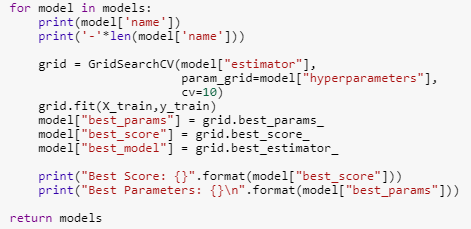 for model in models:
    print(model['name'])
    print('-'*len(model['name']))
    grid = GridSearchCV(model["estimator"],
                        param_grid=model["hyperparameters"],
                        cv=10)
    grid.fit(X_train,y_train)
    model["best_params"] = grid.best_params_
    model["best_score"] = grid.best_score_
    model["best_model"] = grid.best_estimator_
    print("Best Score: {}".format(model["best_score"]))
    print("Best Parameters: {}\n".format(model["best_params"]))
return models